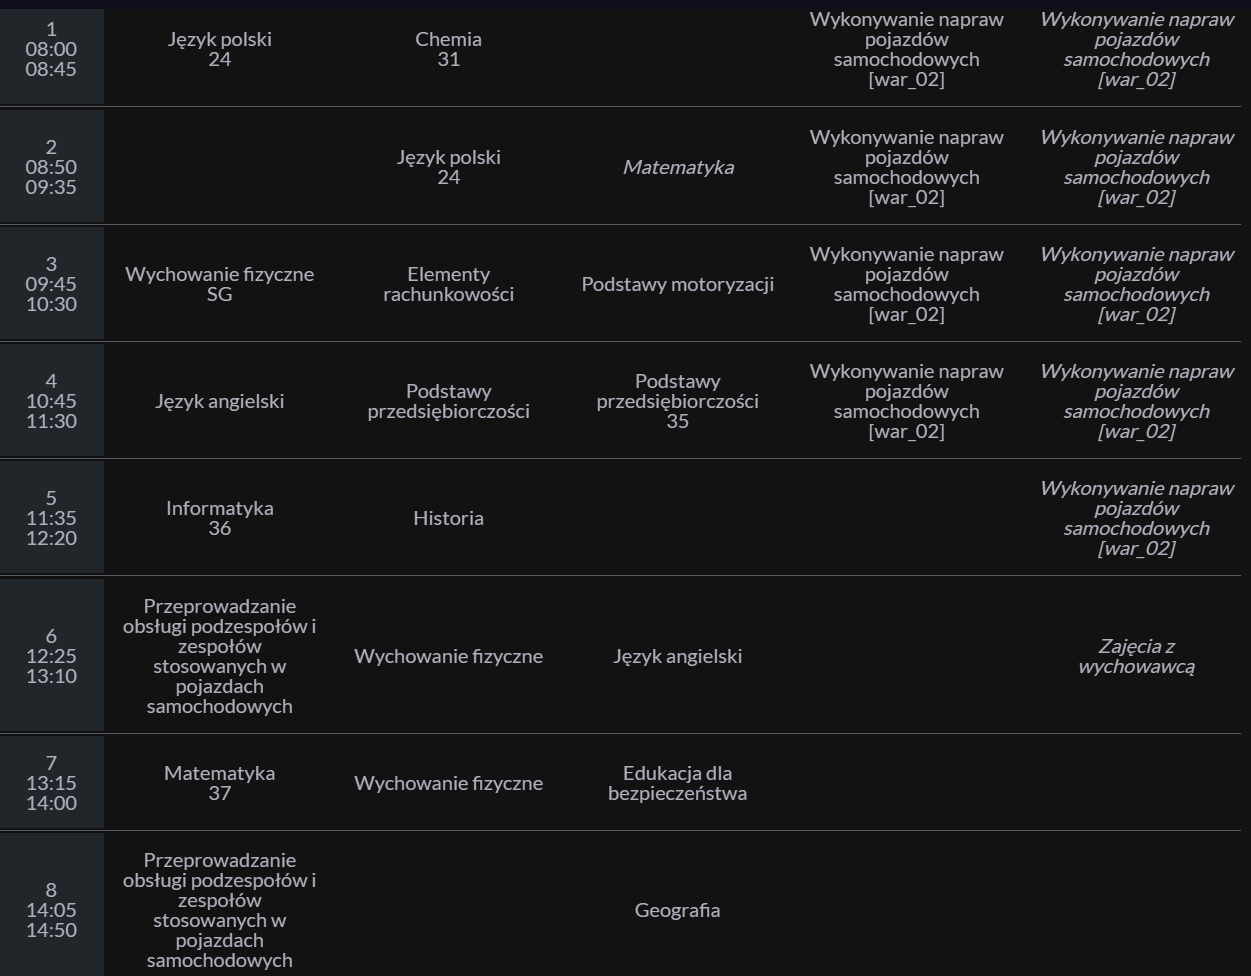 1
08:00
08:45
Język polski
24
Chemia
31
Wykonywanie napraw
pojazdów
samochodowych
[war_02]
Wykonywanie napraw
pojazdów
samochodowych
[war_02]
2
08:50
09:35
Język polski
24
Matematyka
Wykonywanie napraw
pojazdów
samochodowych
[war_02]
Wykonywanie napraw
pojazdów
samochodowych
[war_02]
3
09:45
10:30
Wychowanie fizyczne
SG
Elementy
rachunkowości
Podstawy motoryzacji
Wykonywanie napraw
pojazdów
samochodowych
[war_02]
Wykonywanie napraw
pojazdów
samochodowych
[war_02]
4
10:45
11:30
Język angielski
Podstawy
przedsiębiorczości
Podstawy
przedsiębiorczości
35
Wykonywanie napraw
pojazdów
samochodowych
[war_02]
Wykonywanie napraw
pojazdów
samochodowych
[war_02]
5
11:35
12:20
Informatyka
36
Historia
Wykonywanie napraw
pojazdów
samochodowych
[war_02]
6
12:25
13:10
Przeprowadzanie
obsługi podzespołów i
zespołów
stosowanych w
pojazdach
samochodowych
Wychowanie fizyczne
Język angielski
Zajęcia z
wychowawcą
7
13:15
14:00
Matematyka
37
Wychowanie fizyczne
Edukacja dla
bezpieczeństwa
8
14:05
14:50
Przeprowadzanie
obsługi podzespołów i
zespołów
stosowanych w
pojazdach
samochodowych
Geografia